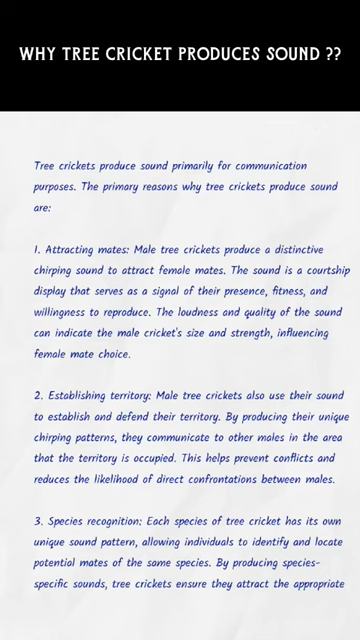 WHY TREE CRICKET PRODUCES SOUND ??
Tree crickets produce sound primarily for communication
purposes. The primary reasons why tree crickets produce sound
are:
1. Attracting mates: Male tree crickets produce a distinctive
chirping sound to attract female mates. The sound is a courtship
display that serves as a signal of their presence, fitness, and
willingness to reproduce. The loudness and quality of the sound
can indicate the male cricket's size and strength, influencing
female mate choice.
2. Establishing territory: Male tree crickets also use their sound
to establish and defend their territory. By producing their unique
chirping patterns, they communicate to other males in the area
that the territory is occupied. This helps prevent conflicts and
reduces the likelihood of direct confrontations between males.
3. Species recognition: Each species of tree cricket has its own
unique sound pattern, allowing individuals to identify and locate
potential mates of the same species. By producing species-
specific sounds, tree crickets ensure they attract the appropriate